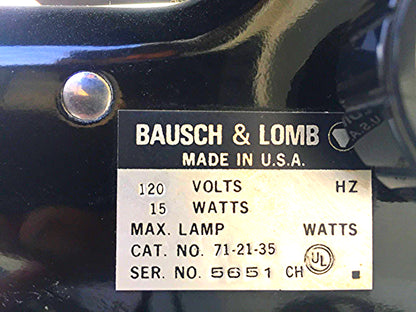 BAUSCH & LOMB
MADE IN U.S.A.
120 VOLTS HZ
15 WATTS
MAX. LAMP WATTS
CAT. NO. 71-21-35
SER. NO. 5651 CH UL
U.S.A.